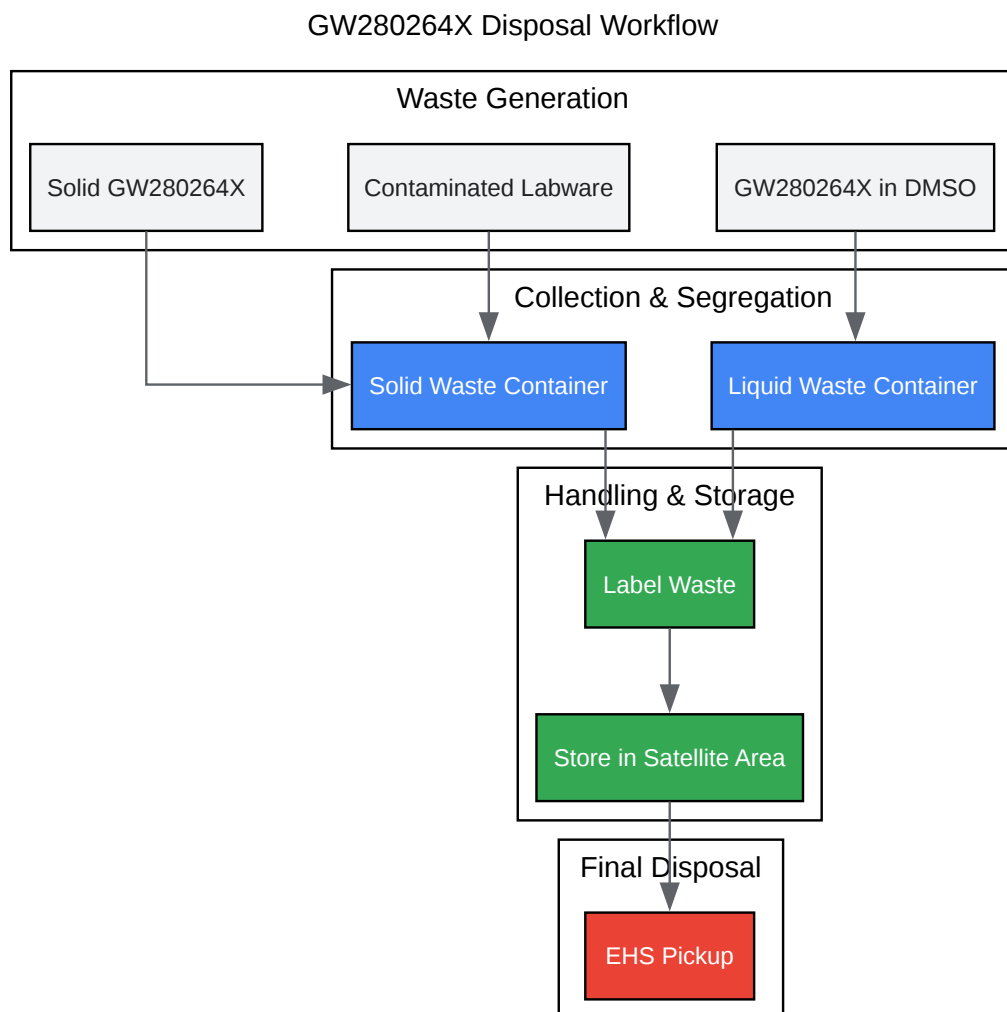 GW280264X Disposal Workflow
Waste Generation
Solid GW280264X
Contaminated Labware
GW280264X in DMSO
Collection & Segregation
Solid Waste Container
Liquid Waste Container
Handling & Storage
Label Waste
Store in Satellite Area
Final Disposal
EHS Pickup